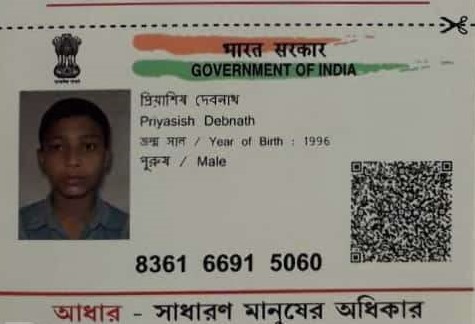 भारत सरकार
GOVERNMENT OF INDIA
প্রিয়াশিষ দেবনাথ
Priyasish Debnath
জন্ম সাল / Year of Birth : 1996
পুরুষ / Male
8361 6691 5060
আধার - সাধারণ মানুষের অধিকার